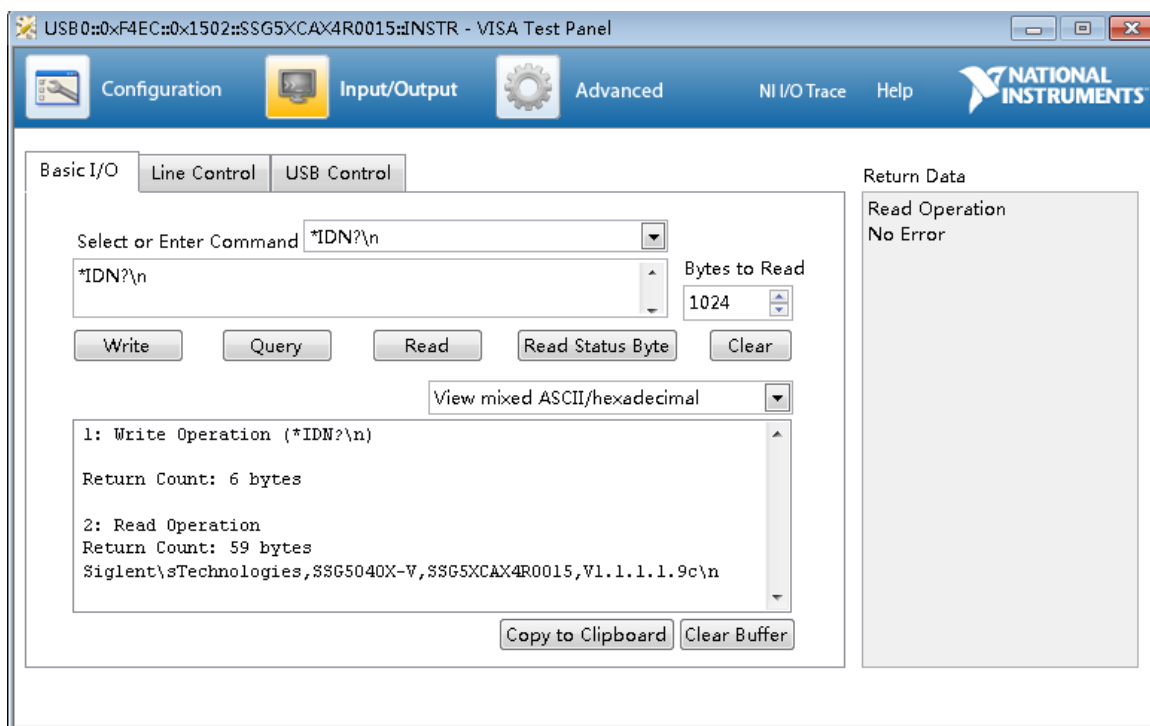 USB0::0xF4EC::0x1502::SSG5XCAX4R0015::INSTR - VISA Test Panel
Configuration Input/Output Advanced NI I/O Trace Help NATIONAL INSTRUMENTS
Basic I/O Line Control USB Control
Return Data
Read Operation
No Error
Select or Enter Command *IDN?\n
*IDN?\n
Bytes to Read
1024
Write Query Read Read Status Byte Clear
View mixed ASCII/hexadecimal
1: Write Operation (*IDN?\n)
Return Count: 6 bytes
2: Read Operation
Return Count: 59 bytes
Siglent\sTechnologies,SSG5040X-V,SSG5XCAX4R0015,V1.1.1.1.9c\n
Copy to Clipboard Clear Buffer